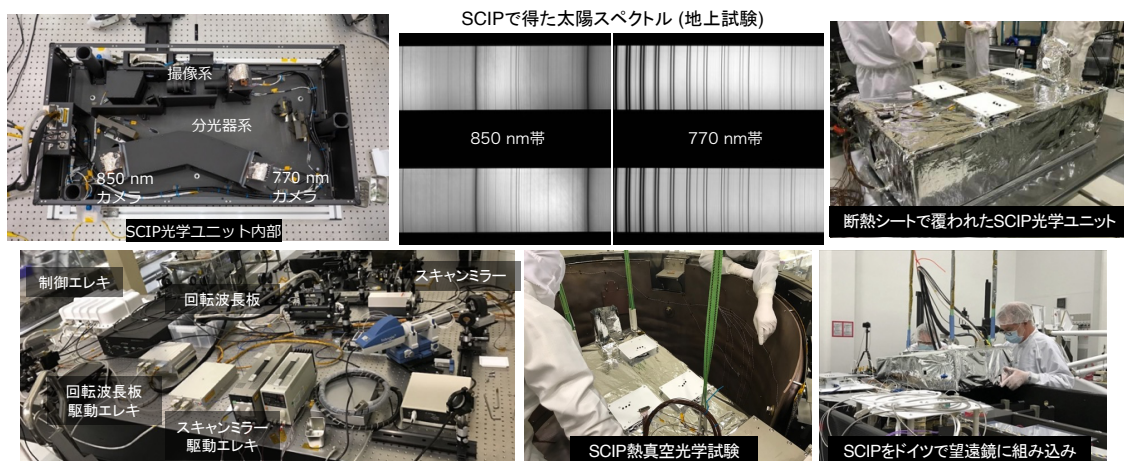 SCIPで得た太陽スペクトル (地上試験)
撮像系
分光器系
850 nm
カメラ
770 nm
カメラ
SCIP光学ユニット内部
850 nm帯
770 nm帯
断熱シートで覆われたSCIP光学ユニット
制御エレキ
回転波長板
スキャンミラー
回転波長板
駆動エレキ
スキャンミラー
駆動エレキ
SCIP熱真空光学試験
SCIPをドイツで望遠鏡に組み込み